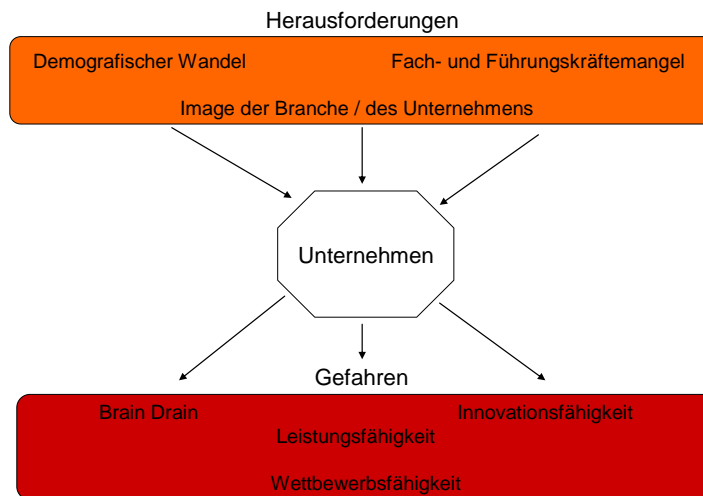 Herausforderungen
Demografischer Wandel
Fach- und Führungskräftemangel
Image der Branche / des Unternehmens
Unternehmen
Gefahren
Brain Drain
Innovationsfähigkeit
Leistungsfähigkeit
Wettbewerbsfähigkeit